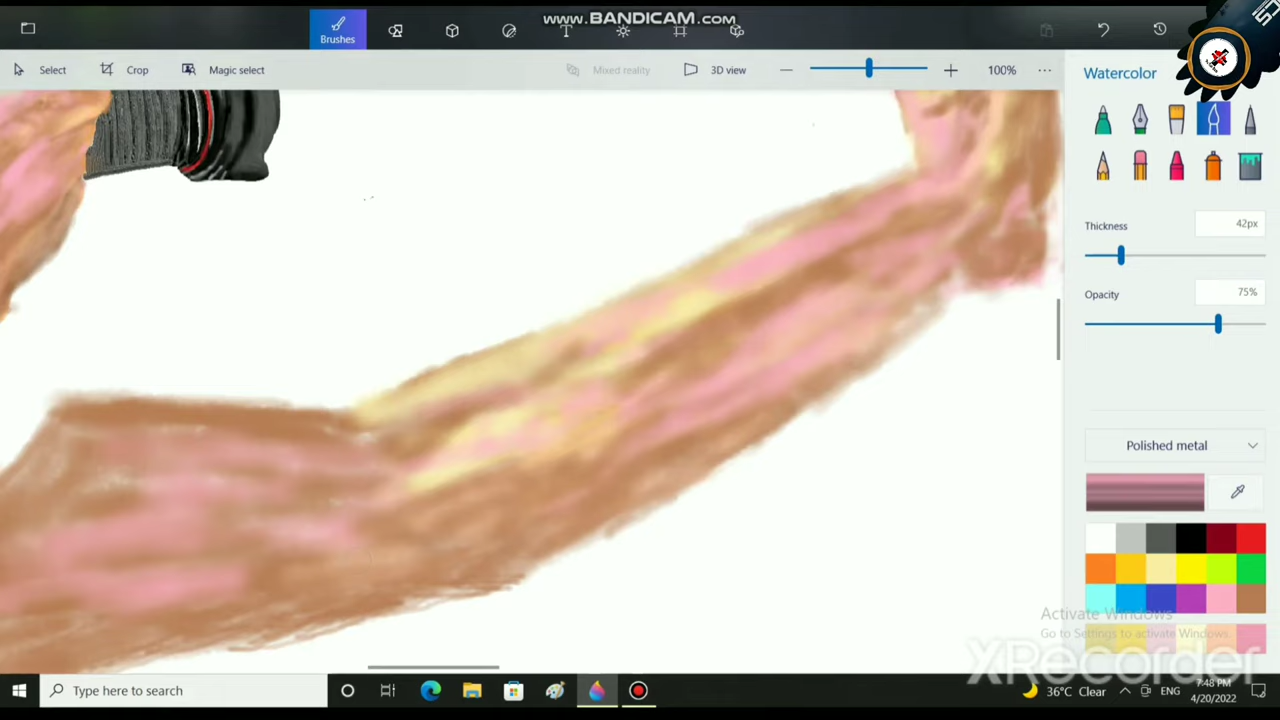 www.BANDICAM.com
Brushes
Select
Crop
Magic select
Mixed reality
3D view
100%
Watercolor
Thickness
42px
Opacity
75%
Polished metal
Activate Windows
Go to Settings to activate Windows.
XRecorder
Type here to search
36°C Clear
ENG
7:48 PM
4/20/2022